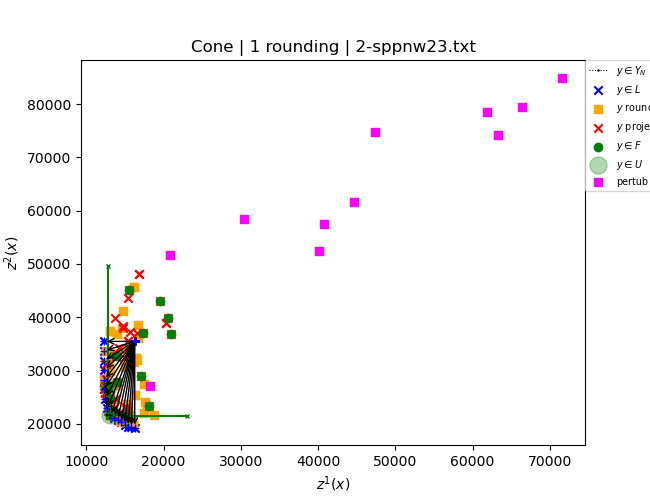 Cone | 1 rounding | 2-sppnw23.txt
z²(x)
80000
70000
60000
50000
40000
30000
20000
10000 20000 30000 40000 50000 60000 70000
z¹(x)
y ∈ Y_N
y ∈ L
y roun
y proje
y ∈ F
y ∈ U
pertub